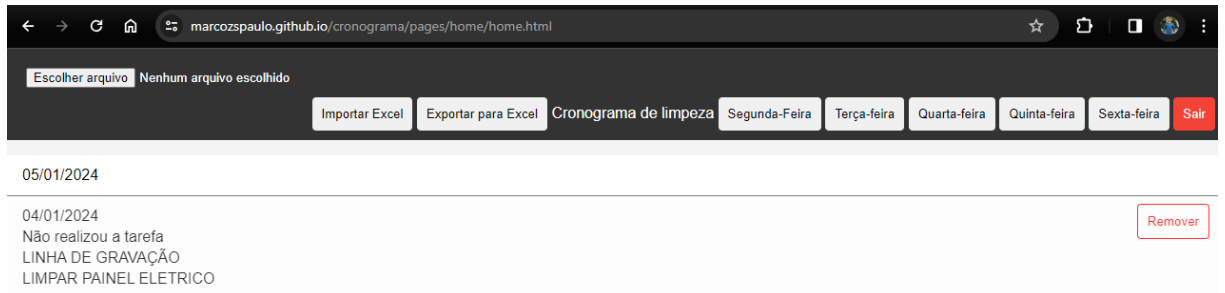 marcozspaulo.github.io/cronograma/pages/home/home.html
Escolher arquivo Nenhum arquivo escolhido
Importar Excel Exportar para Excel Cronograma de limpeza Segunda-Feira Terça-feira Quarta-feira Quinta-feira Sexta-feira Sair
05/01/2024
04/01/2024 Remover
Não realizou a tarefa
LINHA DE GRAVAÇÃO
LIMPAR PAINEL ELETRICO